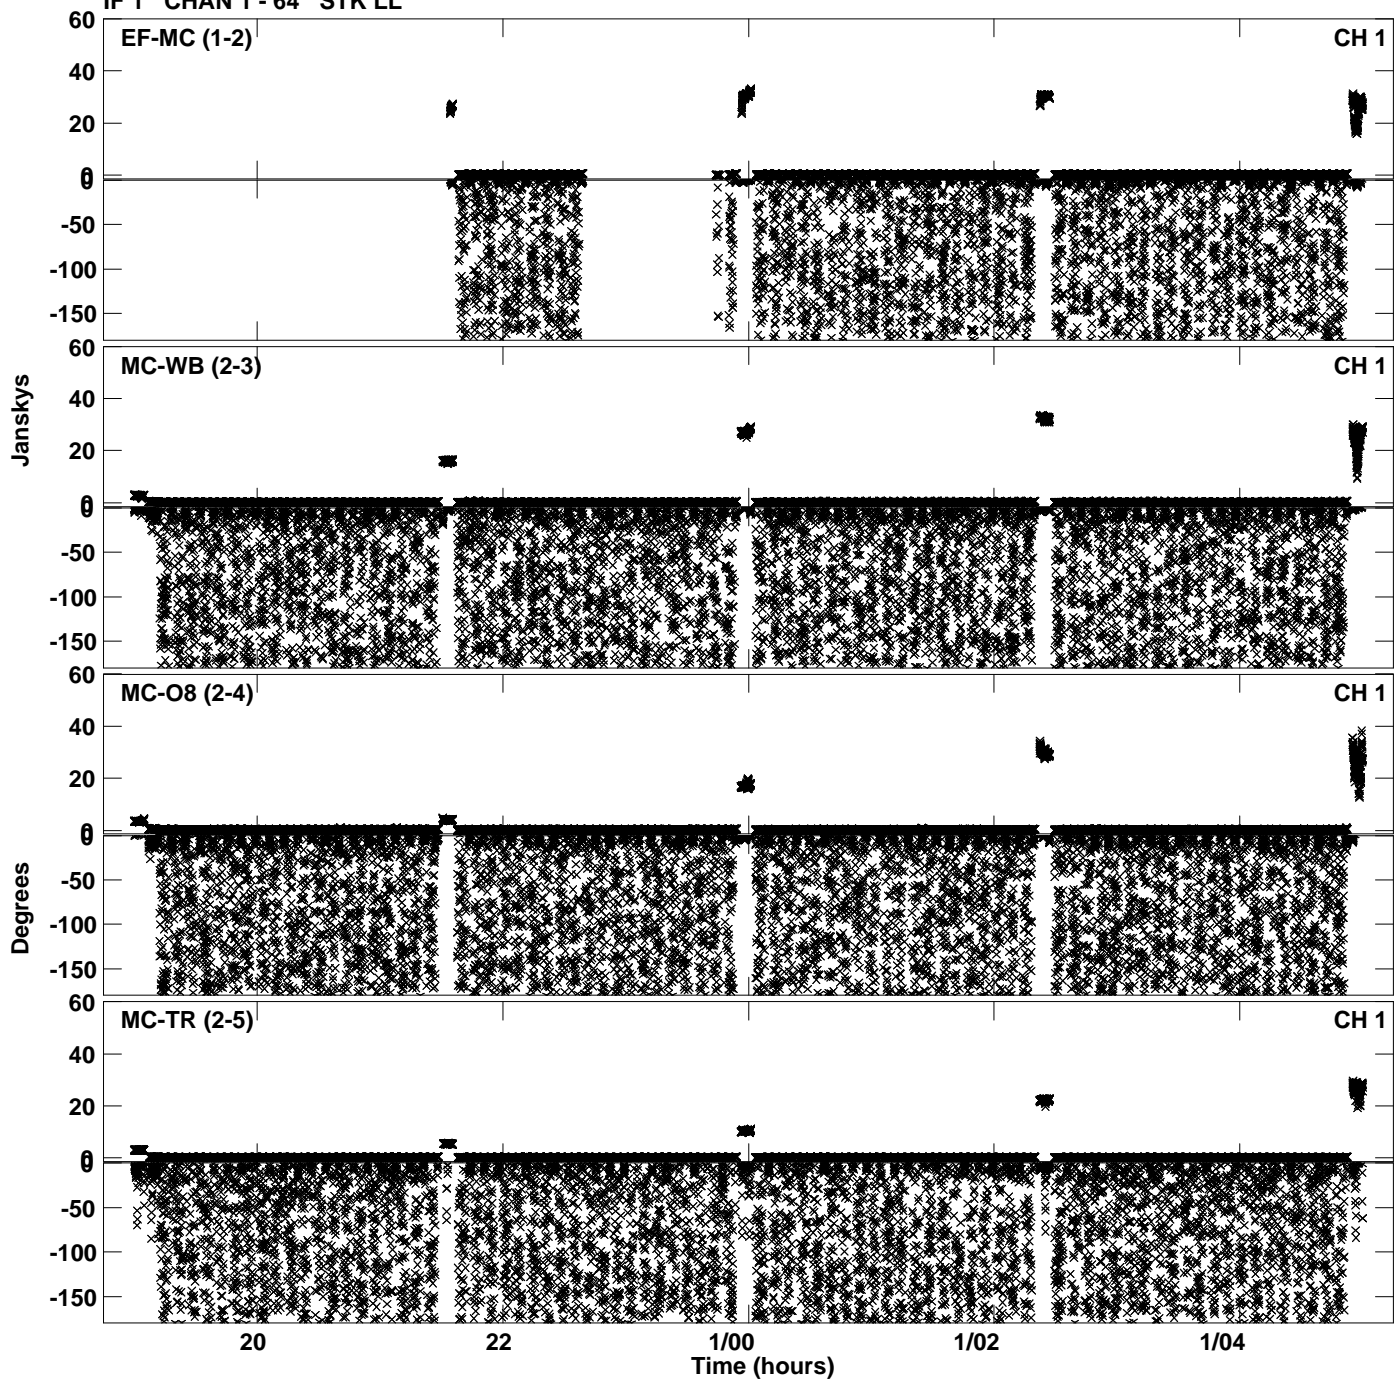 IF 1 CHAN 1 - 64 STK LL
EF-MC (1-2)
CH 1
60
40
20
0
0
-50
-100
-150
MC-WB (2-3)
CH 1
60
40
20
0
0
-50
-100
-150
MC-O8 (2-4)
CH 1
60
40
20
0
0
-50
-100
-150
MC-TR (2-5)
CH 1
60
40
20
0
0
-50
-100
-150
Janskys
Degrees
20 22 1/00 1/02 1/04
Time (hours)